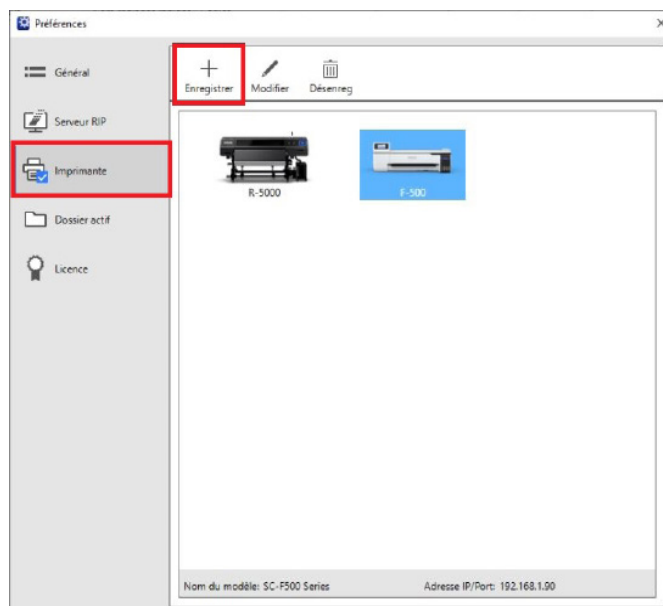 Préférences
Général
Serveur RIP
Imprimante
Dossier actif
Licence
Enregistrer Modifier Désenreg
R-5000 F-500
Nom du modèle: SC-F500 Series Adresse IP/Port: 192.168.1.90